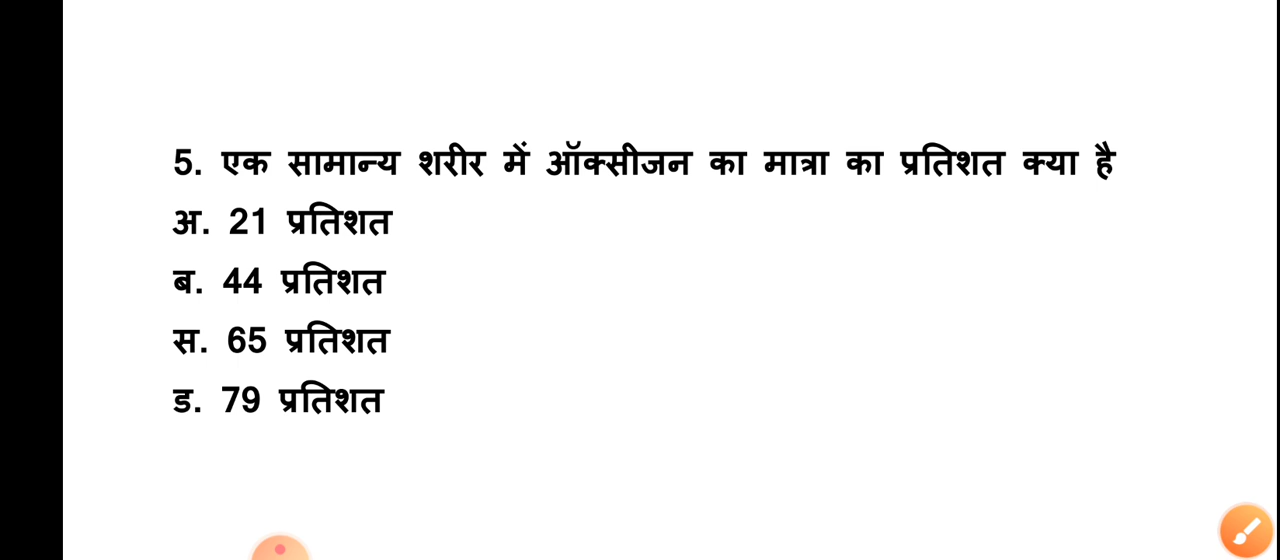 5. एक सामान्य शरीर में ऑक्सीजन का मात्रा का प्रतिशत क्या है
अ. 21 प्रतिशत
ब. 44 प्रतिशत
स. 65 प्रतिशत
ड. 79 प्रतिशत